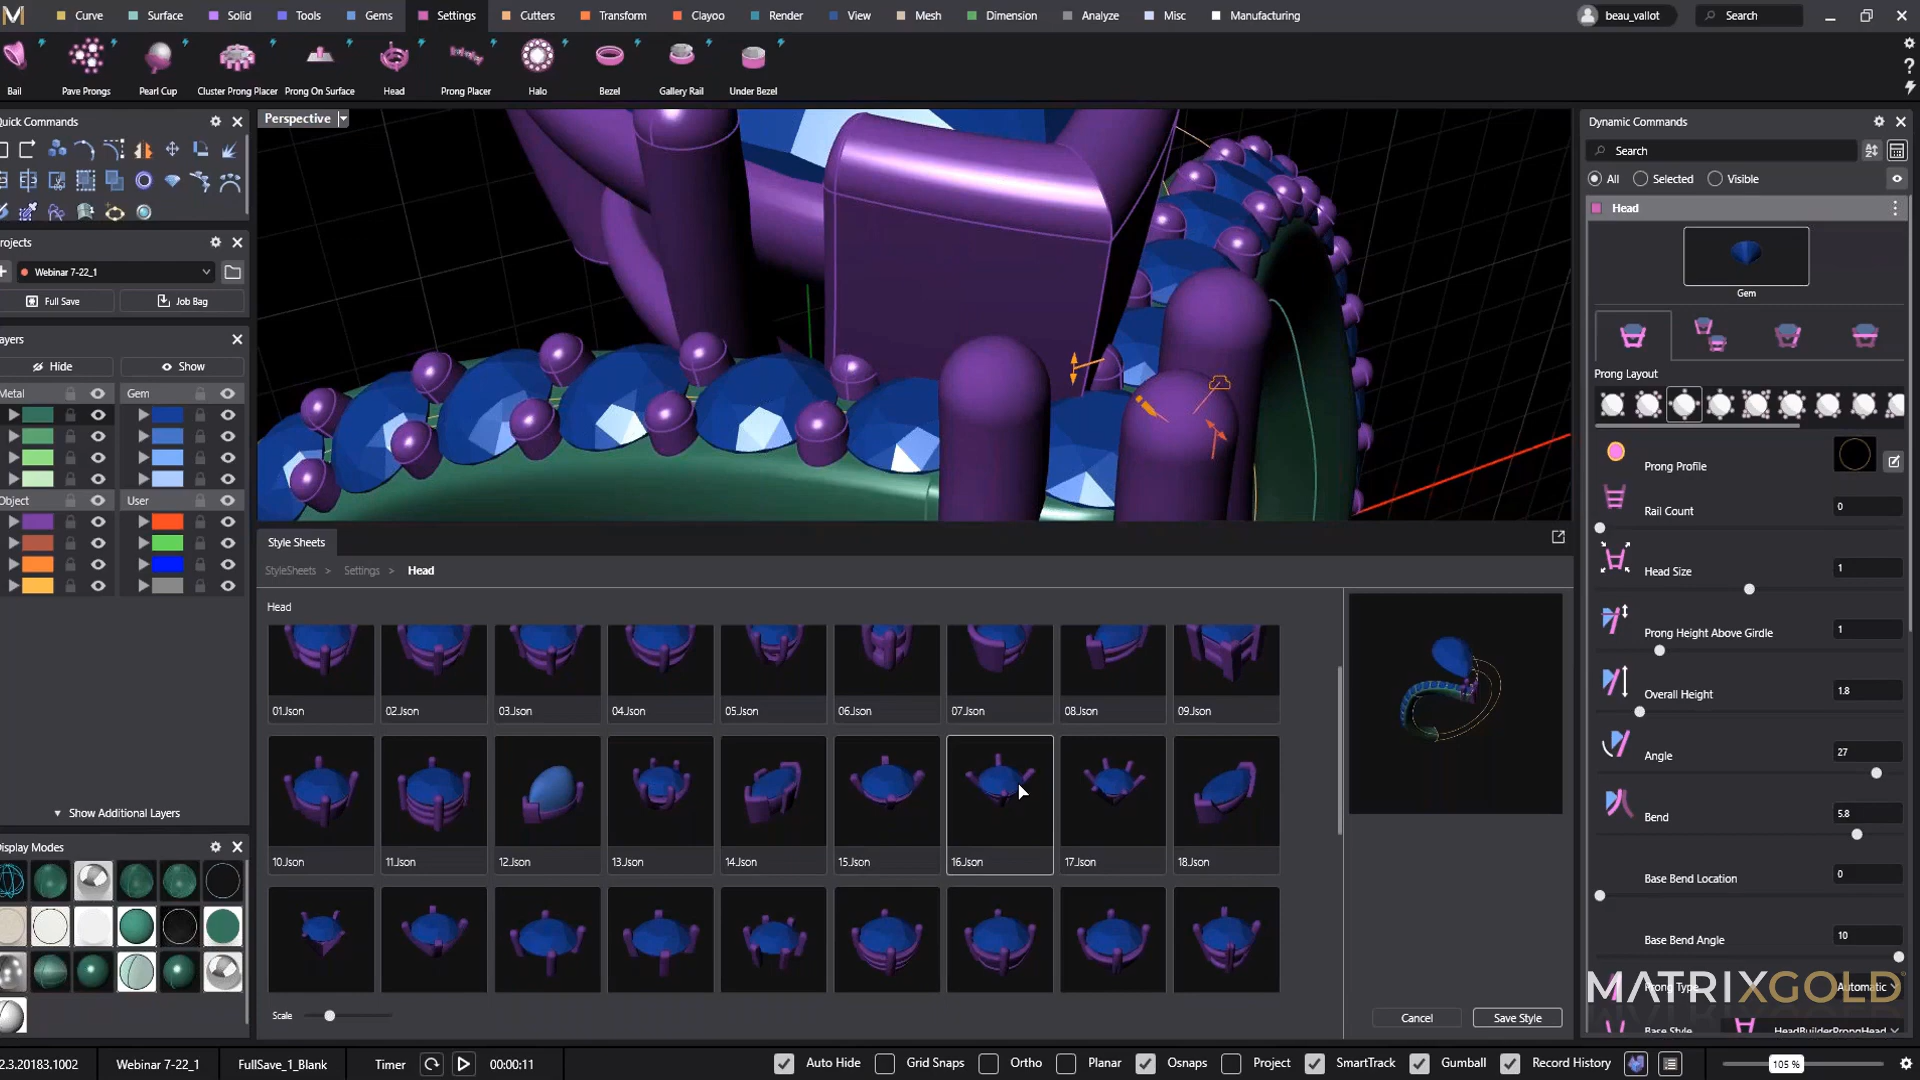 Curve Surface Solid Tools Gems Settings Cutters Transform Clayoo Render View Mesh Dimension Analyze Misc Manufacturing beau_vallot Search
Bail Pave Prongs Pearl Cup Cluster Prong Placer Prong On Surface Head Prong Placer Halo Bezel Gallery Rail Under Bezel
Quick Commands
Perspective
Dynamic Commands
Search
All Selected Visible
Head
Gem
Prong Layout
Prong Profile
Rail Count 0
Head Size 1
Prong Height Above Girdle 1
Overall Height 1.8
Angle 27
Bend 5.8
Base Bend Location 0
Base Bend Angle 10
Prong Type Automatic
Base Style HeadBuilderProngHead
MATRIXGOLD
rojects
Webinar 7-22_1
Full Save Job Bag
ayers
Hide Show
Metal Gem
Object User
Show Additional Layers
Display Modes
Style Sheets
StyleSheets > Settings > Head
Head
01.Json 02.Json 03.Json 04.Json 05.Json 06.Json 07.Json 08.Json 09.Json
10.Json 11.Json 12.Json 13.Json 14.Json 15.Json 16.Json 17.Json 18.Json
Scale
Cancel Save Style
2.3.20183.1002 Webinar 7-22_1 FullSave_1_Blank Timer 00:00:11 Auto Hide Grid Snaps Ortho Planar Osnaps Project SmartTrack Gumball Record History 105 %